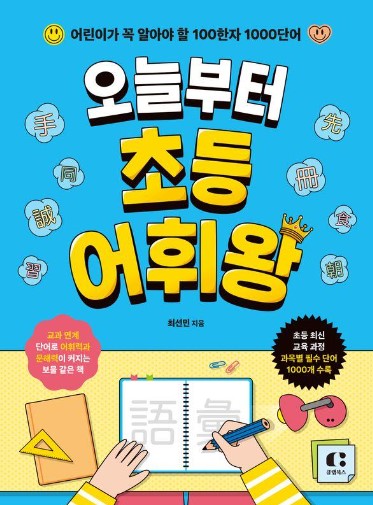 어린이가 꼭 알아야 할 100한자 1000단어
오늘부터
초등
어휘왕
手
同
誠
習
先
冊
食
朝
최선민 지음
교과 연계
단어로 어휘력과
문해력이 커지는
보물 같은 책
초등 최신
교육 과정
과목별 필수 단어
1000개 수록
語 彙
클랩북스